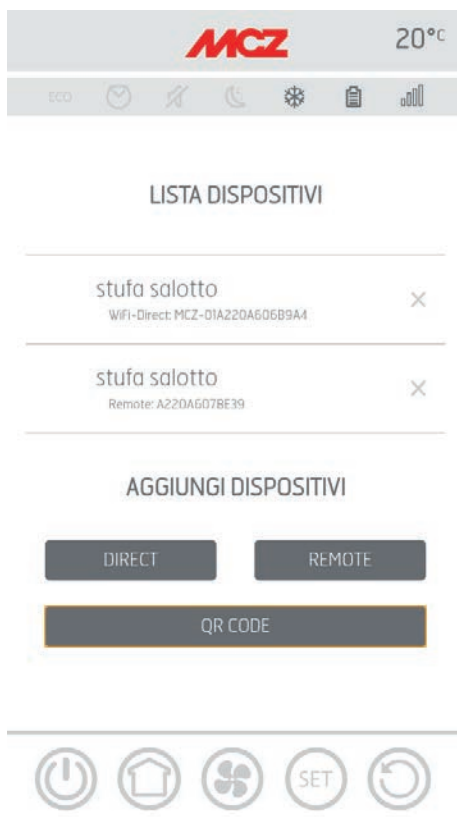 MCZ
20°C
ECO
LISTA DISPOSITIVI
stufa salotto
WiFi-Direct: MCZ-01A220A606B9A4
stufa salotto
Remote: A220A607BE39
AGGIUNGI DISPOSITIVI
DIRECT
REMOTE
QR CODE
SET